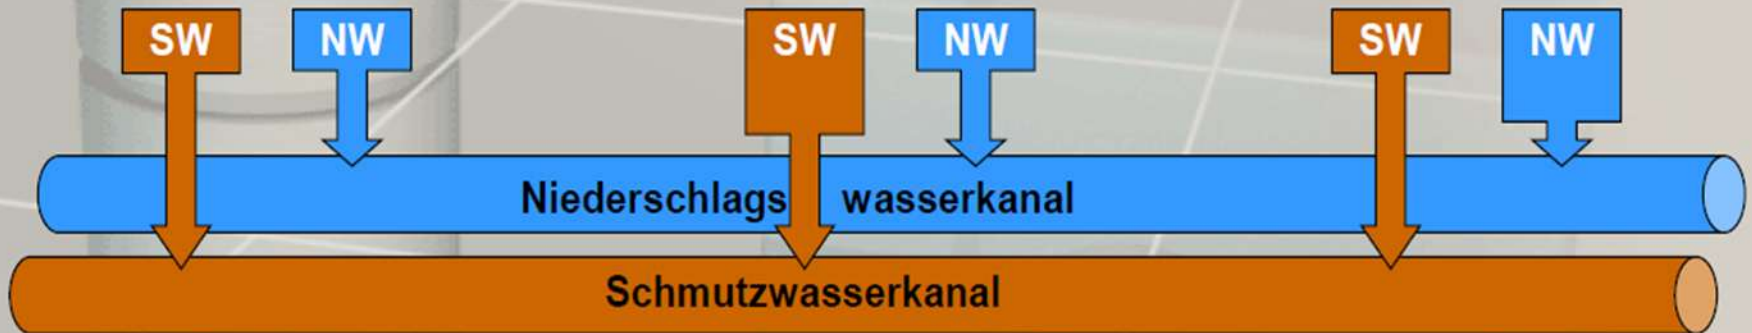 SW NW SW NW SW NW
Niederschlags wasserkanal
Schmutzwasserkanal